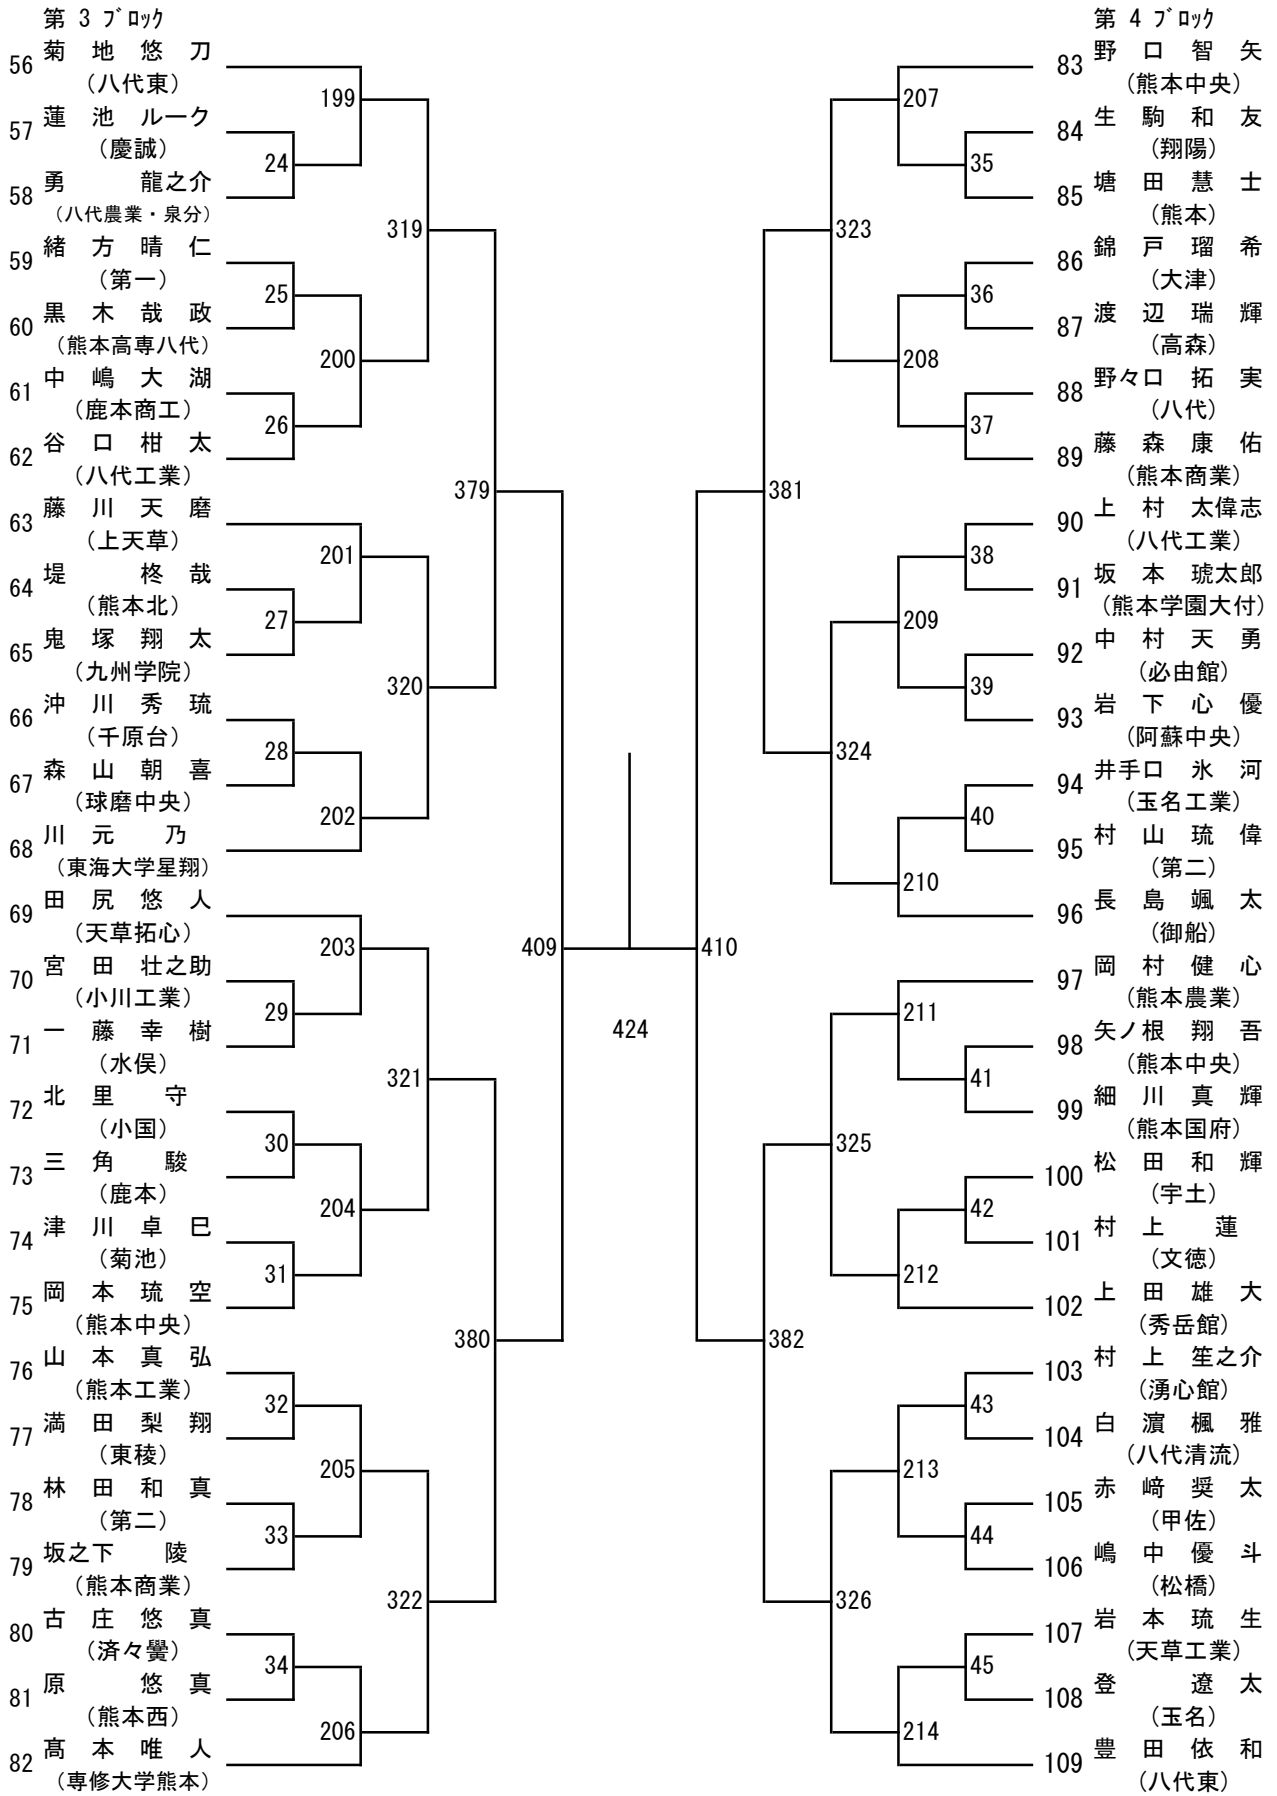 第 3 ブロック
56 菊 地 悠 刀
(八代東)
199
57 蓮 池 ルーク
(慶誠)
24
58 勇 龍之介
(八代農業・泉分)
319
59 緒 方 晴 仁
(第一)
25
60 黒 木 哉 政
(熊本高専八代)
200
61 中 嶋 大 湖
(鹿本商工)
26
62 谷 口 柑 太
(八代工業)
379
63 藤 川 天 磨
(上天草)
201
64 堤 柊 哉
(熊本北)
27
65 鬼 塚 翔 太
(九州学院)
320
66 沖 川 秀 琉
(千原台)
28
67 森 山 朝 喜
(球磨中央)
202
68 川 元 乃
(東海大学星翔)
69 田 尻 悠 人
(天草拓心)
203
409
70 宮 田 壮之助
(小川工業)
29
71 一 藤 幸 樹
(水俣)
321
72 北 里 守
(小国)
30
73 三 角 駿
(鹿本)
204
74 津 川 卓 巳
(菊池)
31
75 岡 本 琉 空
(熊本中央)
380
76 山 本 真 弘
(熊本工業)
32
77 満 田 梨 翔
(東稜)
205
78 林 田 和 真
(第二)
33
79 坂之下 陵
(熊本商業)
322
80 古 庄 悠 真
(済々黌)
34
81 原 悠 真
(熊本西)
206
82 髙 本 唯 人
(専修大学熊本)
424
第 4 ブロック
83 野 口 智 矢
(熊本中央)
207
84 生 駒 和 友
(翔陽)
35
85 塘 田 慧 士
(熊本)
323
86 錦 戸 瑠 希
(大津)
36
87 渡 辺 瑞 輝
(高森)
208
88 野々口 拓 実
(八代)
37
89 藤 森 康 佑
(熊本商業)
381
90 上 村 太偉志
(八代工業)
38
91 坂 本 琥太郎
(熊本学園大付)
209
92 中 村 天 勇
(必由館)
39
93 岩 下 心 優
(阿蘇中央)
324
94 井手口 氷 河
(玉名工業)
40
95 村 山 琉 偉
(第二)
210
96 長 島 颯 太
(御船)
410
97 岡 村 健 心
(熊本農業)
211
98 矢ノ根 翔 吾
(熊本中央)
41
99 細 川 真 輝
(熊本国府)
325
100 松 田 和 輝
(宇土)
42
101 村 上 蓮
(文徳)
212
102 上 田 雄 大
(秀岳館)
382
103 村 上 笙之介
(湧心館)
43
104 白 濵 楓 雅
(八代清流)
213
105 赤 﨑 奨 太
(甲佐)
44
106 嶋 中 優 斗
(松橋)
326
107 岩 本 琉 生
(天草工業)
45
108 登 遼 太
(玉名)
214
109 豊 田 依 和
(八代東)